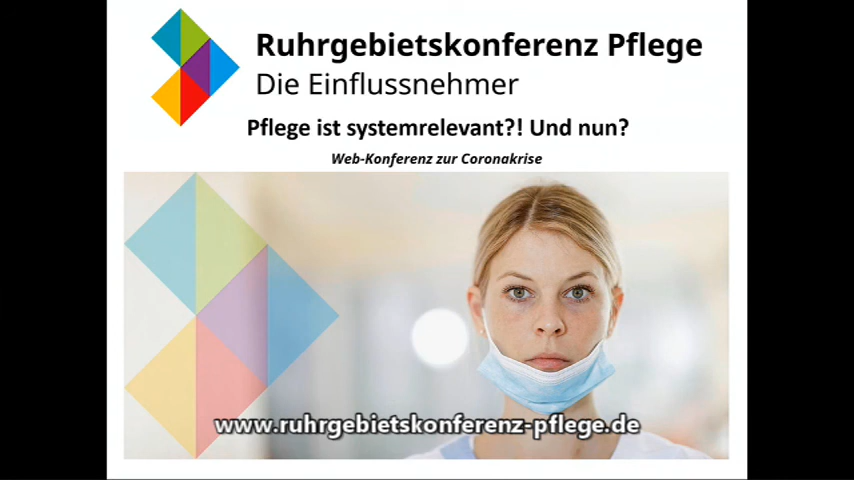 Ruhrgebietskonferenz Pflege
Die Einflussnehmer
Pflege ist systemrelevant?! Und nun?
Web-Konferenz zur Coronakrise
www.ruhrgebietskonferenz-pflege.de